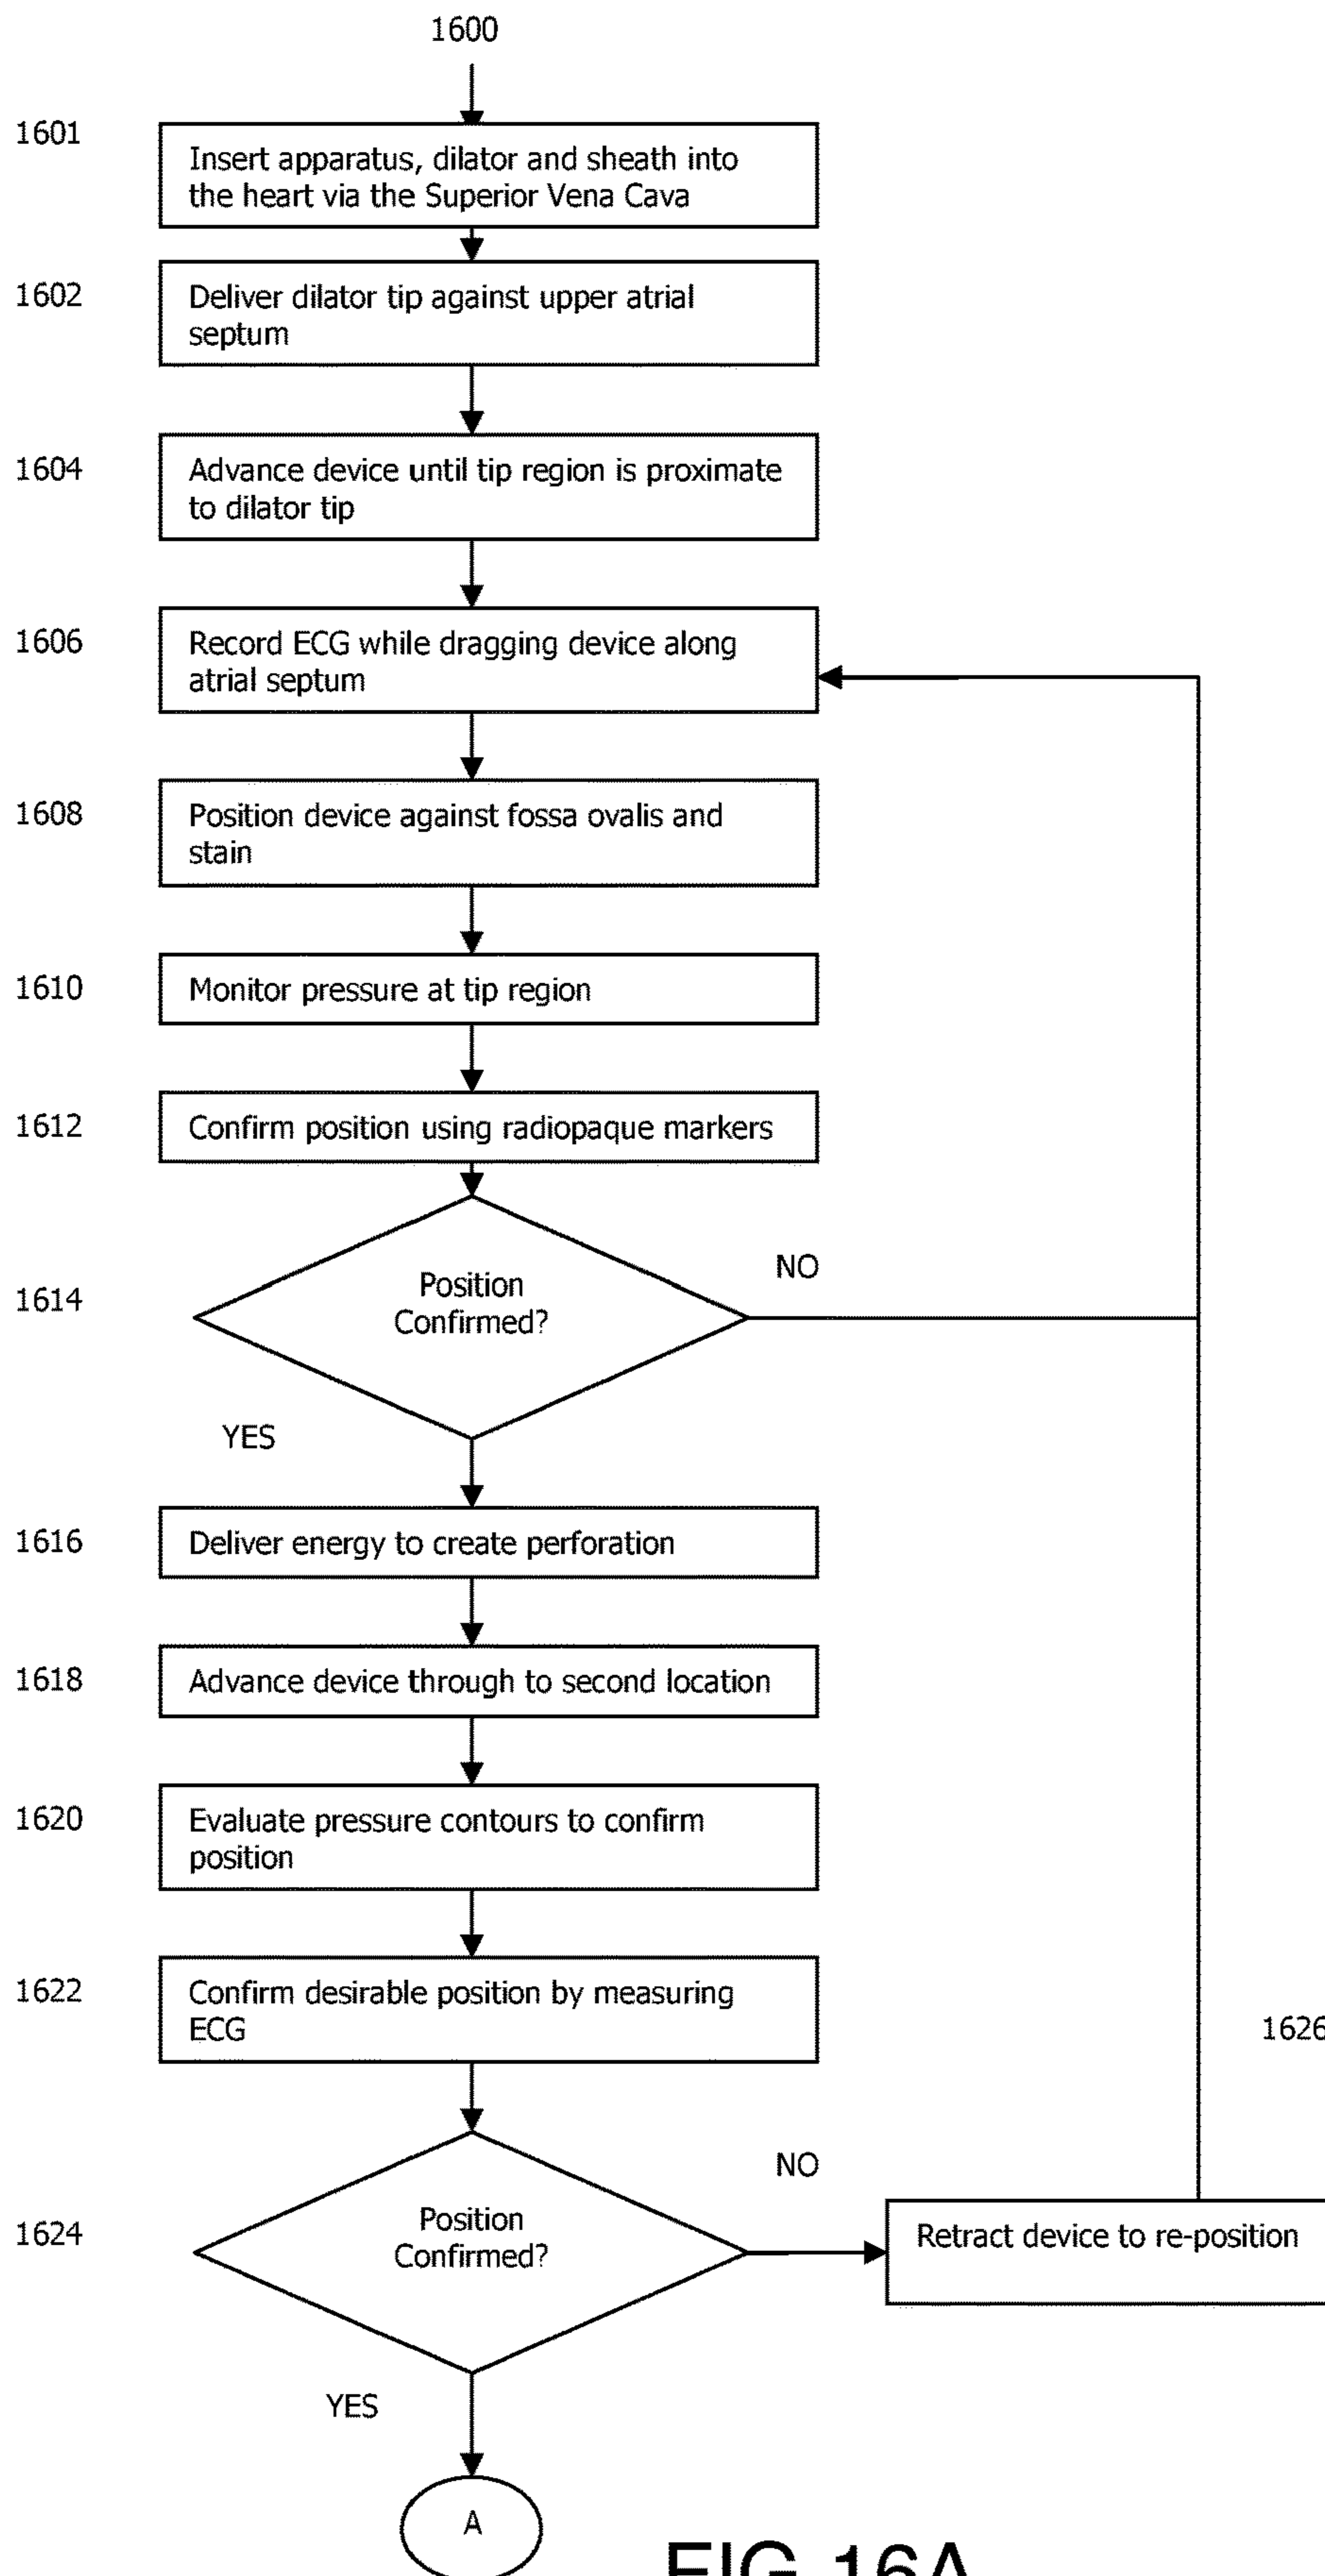 1600
1601
Insert apparatus, dilator and sheath into
the heart via the Superior Vena Cava
1602
Deliver dilator tip against upper atrial
septum
1604
Advance device until tip region is proximate
to dilator tip
1606
Record ECG while dragging device along
atrial septum
1608
Position device against fossa ovalis and
stain
1610
Monitor pressure at tip region
1612
Confirm position using radiopaque markers
1614
Position
Confirmed?
NO
YES
1616
Deliver energy to create perforation
1618
Advance device through to second location
1620
Evaluate pressure contours to confirm
position
1622
Confirm desirable position by measuring
ECG
1626
1624
Position
Confirmed?
NO
Retract device to re-position
YES
A
FIG.16A